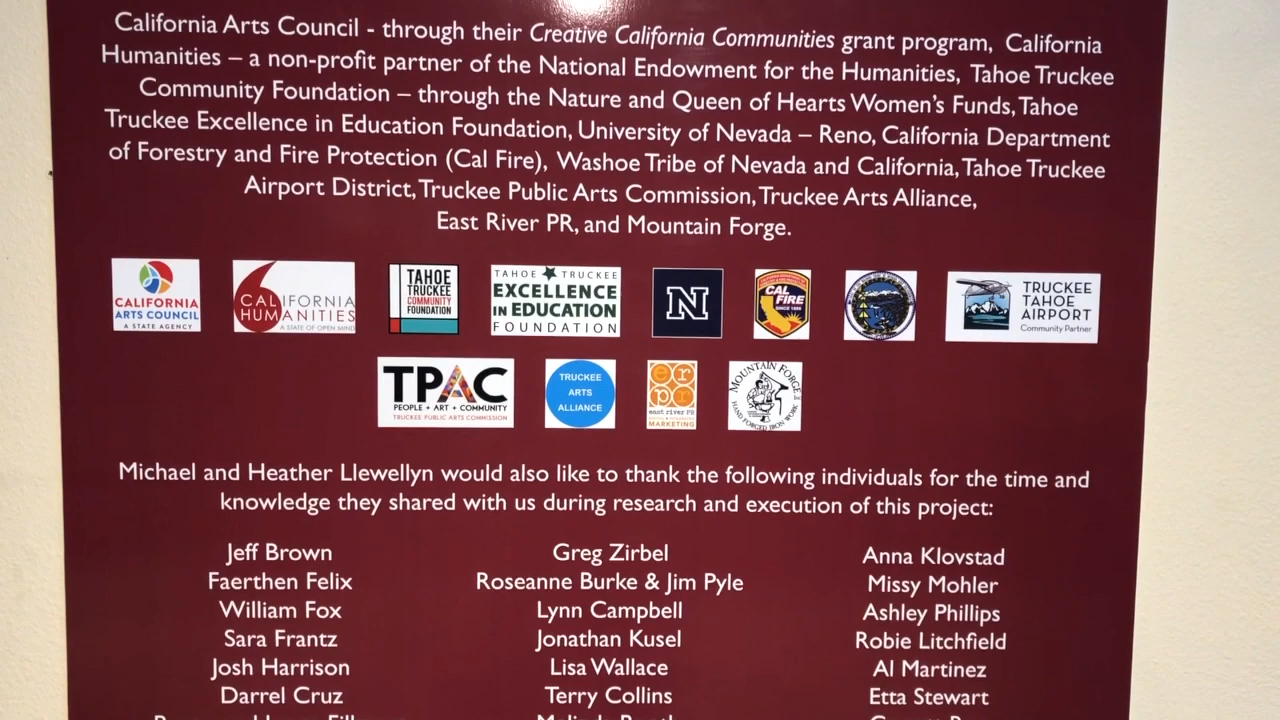 California Arts Council - through their Creative California Communities grant program, California
Humanities – a non-profit partner of the National Endowment for the Humanities, Tahoe Truckee
Community Foundation – through the Nature and Queen of Hearts Women's Funds, Tahoe
Truckee Excellence in Education Foundation, University of Nevada – Reno, California Department
of Forestry and Fire Protection (Cal Fire), Washoe Tribe of Nevada and California, Tahoe Truckee
Airport District, Truckee Public Arts Commission, Truckee Arts Alliance,
East River PR, and Mountain Forge.
CALIFORNIA
ARTS COUNCIL
A STATE AGENCY
CALIFORNIA
HUMANITIES
A STATE OF OPEN MIND
TAHOE
TRUCKEE
COMMUNITY
FOUNDATION
TAHOE TRUCKEE
EXCELLENCE
IN EDUCATION
FOUNDATION
N
CAL
FIRE
SINCE 1885
TRUCKEE
TAHOE
AIRPORT
Community Partner
TPAC
PEOPLE + ART + COMMUNITY
TRUCKEE PUBLIC ARTS COMMISSION
TRUCKEE
ARTS
ALLIANCE
er
pr
east river PR
MARKETING
MOUNTAIN FORGE
HAND FORGED IRON WORK
Michael and Heather Llewellyn would also like to thank the following individuals for the time and
knowledge they shared with us during research and execution of this project:
Jeff Brown
Faerthen Felix
William Fox
Sara Frantz
Josh Harrison
Darrel Cruz
Greg Zirbel
Roseanne Burke & Jim Pyle
Lynn Campbell
Jonathan Kusel
Lisa Wallace
Terry Collins
Anna Klovstad
Missy Mohler
Ashley Phillips
Robie Litchfield
Al Martinez
Etta Stewart